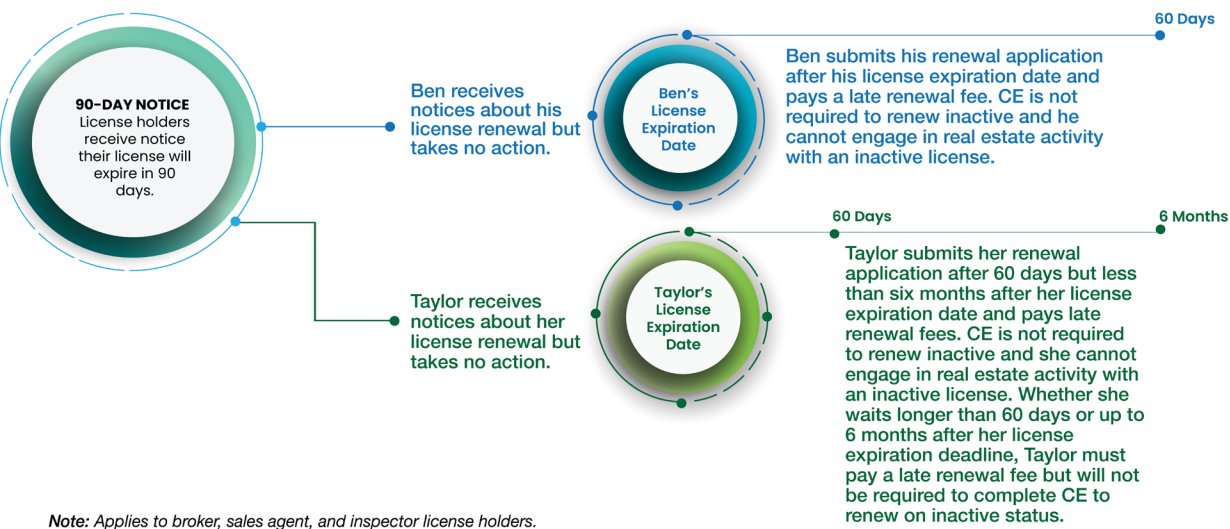 90-DAY NOTICE
License holders
receive notice
their license will
expire in 90
days.
Ben receives
notices about his
license renewal but
takes no action.
Ben's
License
Expiration
Date
60 Days
Ben submits his renewal application
after his license expiration date and
pays a late renewal fee. CE is not
required to renew inactive and he
cannot engage in real estate activity
with an inactive license.
Taylor receives
notices about her
license renewal but
takes no action.
Taylor's
License
Expiration
Date
60 Days
6 Months
Taylor submits her renewal
application after 60 days but less
than six months after her license
expiration date and pays late
renewal fees. CE is not required
to renew inactive and she cannot
engage in real estate activity with
an inactive license. Whether she
waits longer than 60 days or up to
6 months after her license
expiration deadline, Taylor must
pay a late renewal fee but will not
be required to complete CE to
renew on inactive status.
Note: Applies to broker, sales agent, and inspector license holders.